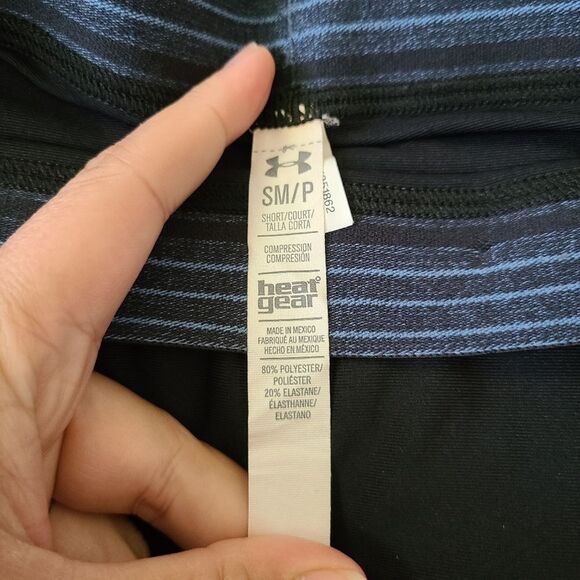 SM/P
SHORT/COURT/
TALLA CORTA
COMPRESSION
COMPRESIÓN
heat
gear
MADE IN MEXICO
FABRIQUÉ AU MEXIQUE
HECHO EN MÉXICO
80% POLYESTER/
POLIÉSTER
20% ELASTANE/
ÉLASTHANNE/
ELASTANO